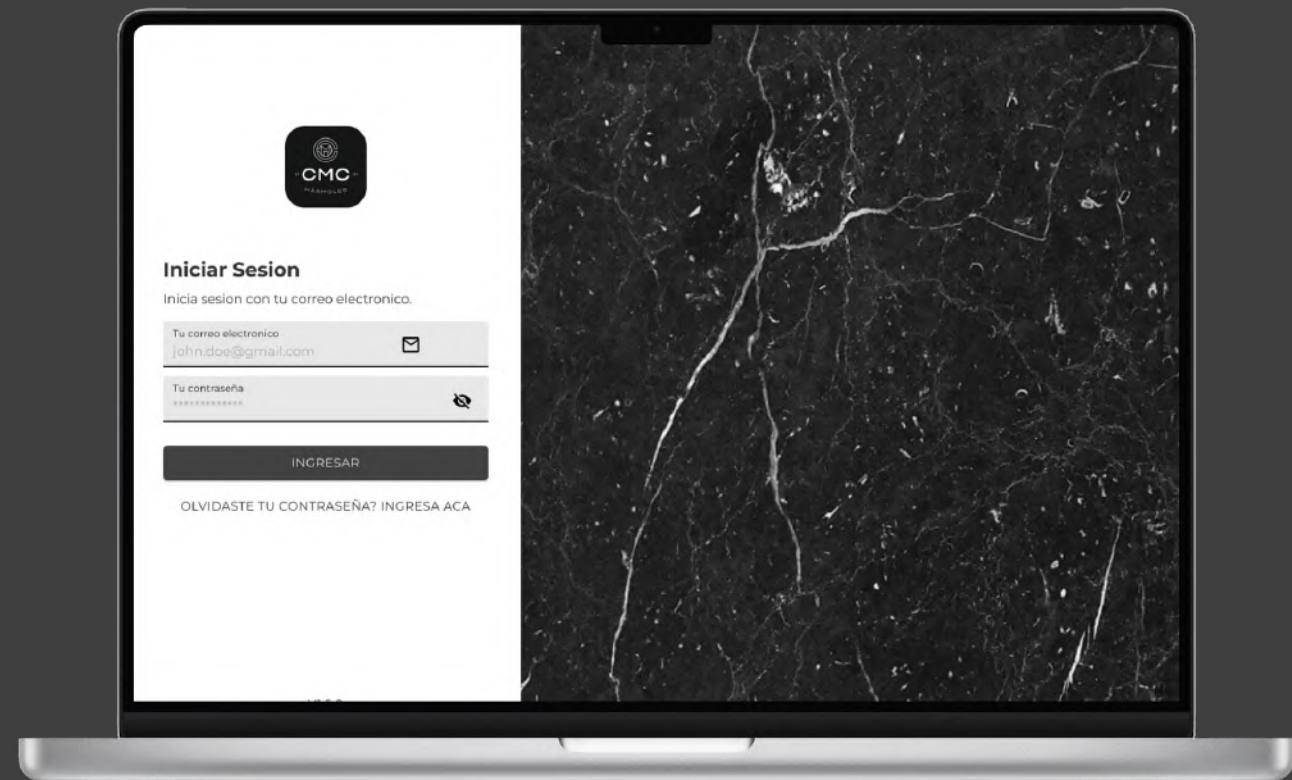 CMC
MARMOLES
Iniciar Sesion
Inicia sesion con tu correo electronico.
Tu correo electronico
john.doe@gmail.com
Tu contraseña
*************
INGRESAR
OLVIDASTE TU CONTRASEÑA? INGRESA ACA